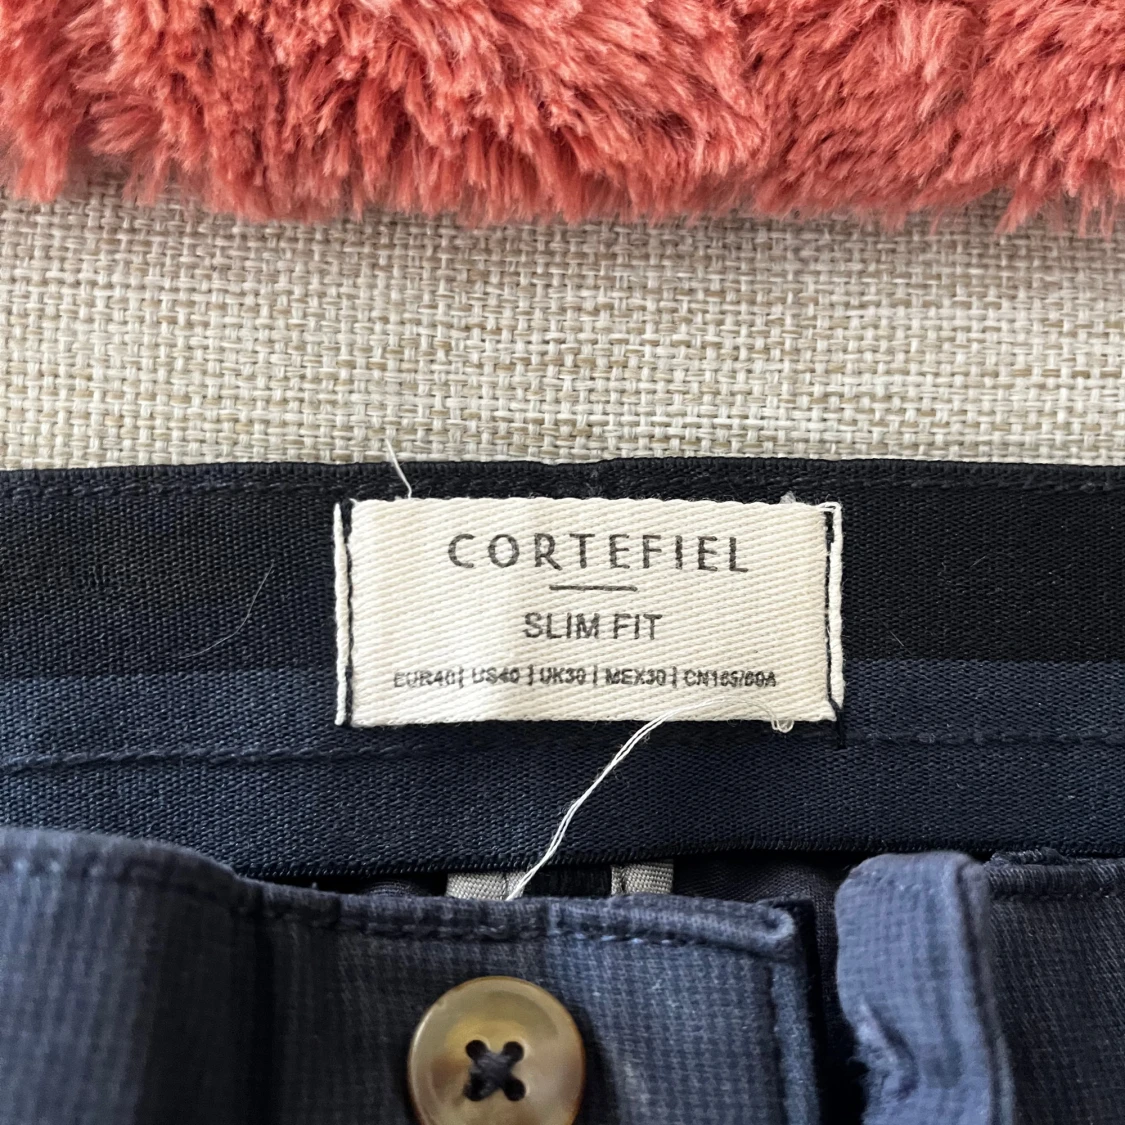 CORTEFIEL
SLIM FIT
EUR40 | US40 | UK30 | MEX30 | CN165/80A